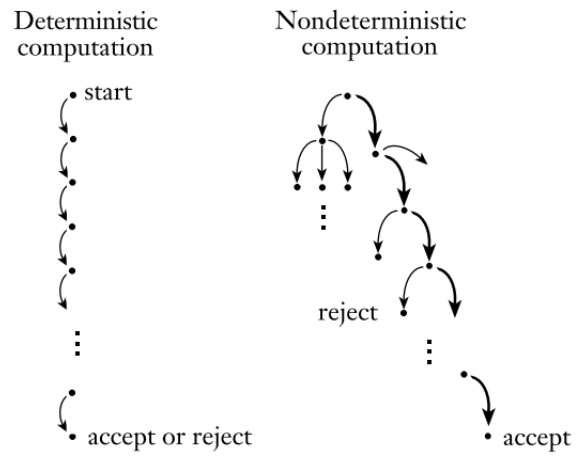 Deterministic
computation
Nondeterministic
computation
start
reject
accept or reject
accept